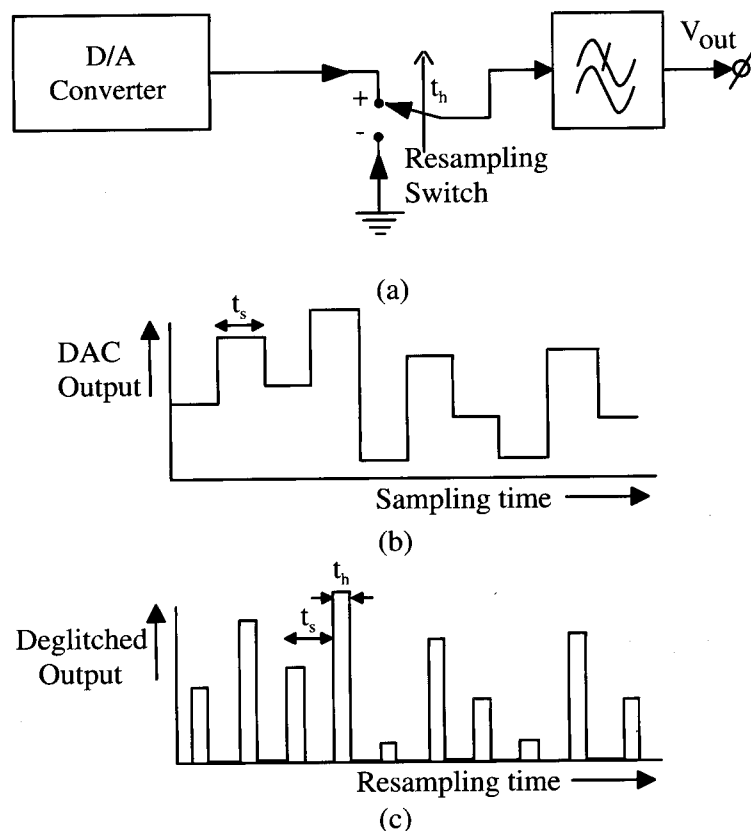 D/A
Converter
+
-
t_h
Resampling
Switch
V_out
(a)
t_s
DAC
Output
Sampling time
(b)
t_h
t_s
Deglitched
Output
Resampling time
(c)